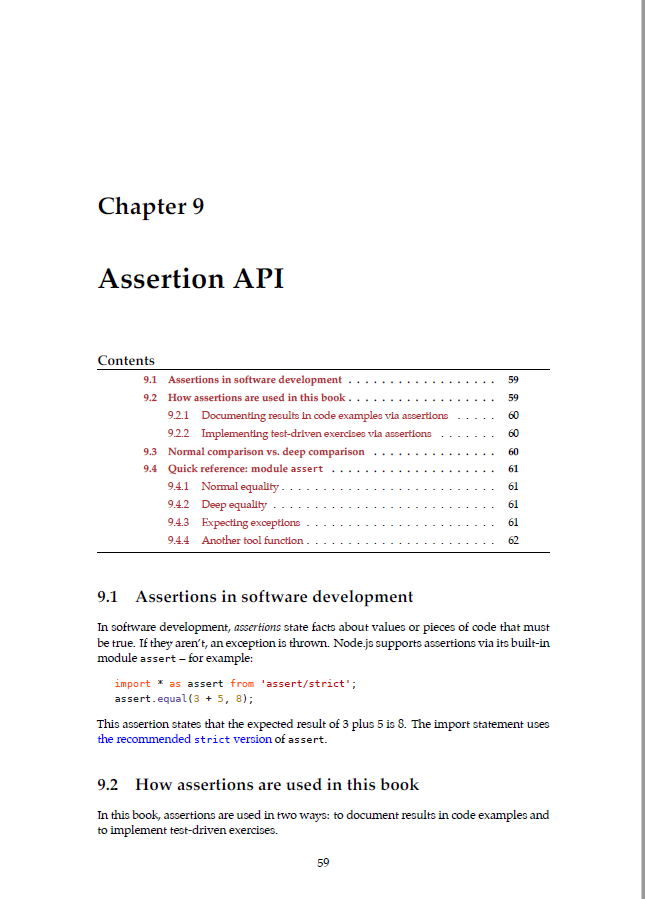 Chapter 9
Assertion API
Contents
9.1 Assertions in software development . . . . . . . . . . . . . . . . . . 59
9.2 How assertions are used in this book . . . . . . . . . . . . . . . . . . 59
9.2.1 Documenting results in code examples via assertions . . . . . 60
9.2.2 Implementing test-driven exercises via assertions . . . . . . . 60
9.3 Normal comparison vs. deep comparison . . . . . . . . . . . . . . . 60
9.4 Quick reference: module assert . . . . . . . . . . . . . . . . . . . . 61
9.4.1 Normal equality . . . . . . . . . . . . . . . . . . . . . . . . . . 61
9.4.2 Deep equality . . . . . . . . . . . . . . . . . . . . . . . . . . . 61
9.4.3 Expecting exceptions . . . . . . . . . . . . . . . . . . . . . . . 61
9.4.4 Another tool function . . . . . . . . . . . . . . . . . . . . . . . 62
9.1 Assertions in software development
In software development, assertions state facts about values or pieces of code that must
be true. If they aren’t, an exception is thrown. Node.js supports assertions via its built-in
module assert – for example:
import * as assert from 'assert/strict';
assert.equal(3 + 5, 8);
This assertion states that the expected result of 3 plus 5 is 8. The import statement uses
the recommended strict version of assert.
9.2 How assertions are used in this book
In this book, assertions are used in two ways: to document results in code examples and
to implement test-driven exercises.
59